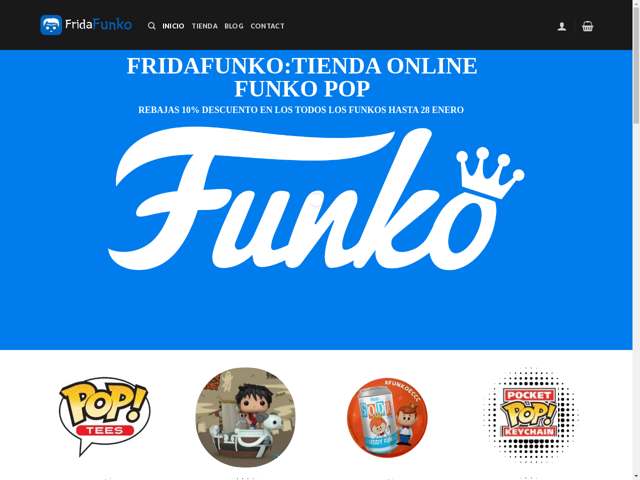 FridaFunko
INICIO
TIENDA
BLOG
CONTACT
FRIDAFUNKO:TIENDA ONLINE
FUNKO POP
REBAJAS 10% DESCUENTO EN LOS TODOS LOS FUNKOS HASTA 28 ENERO
Funko
POP!
TEES
#FUNKOECCC
SODA
POCKET
POP!
KEYCHAIN